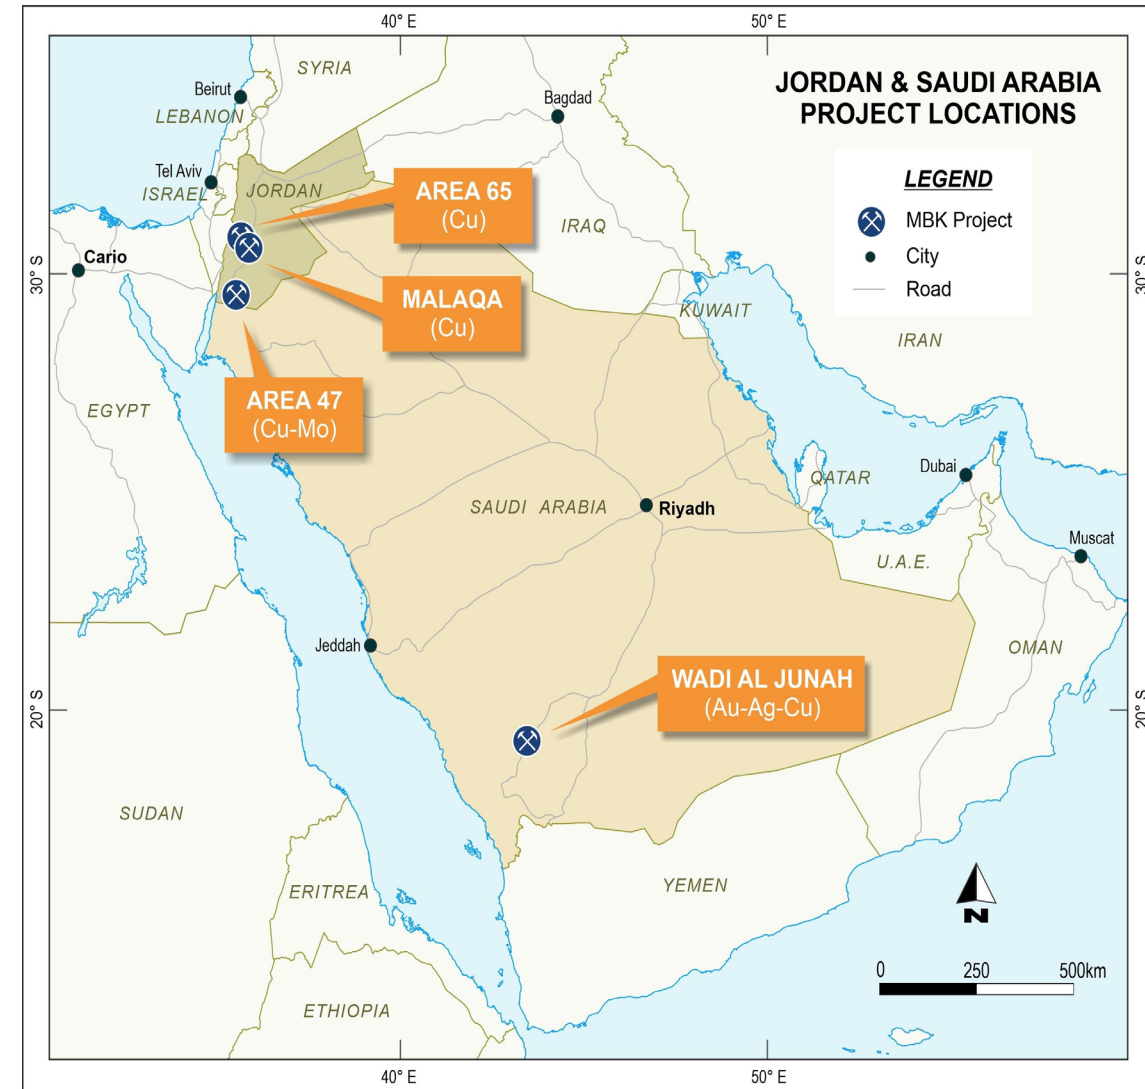 40° E
50° E
JORDAN & SAUDI ARABIA
PROJECT LOCATIONS
SYRIA
Beirut
LEBANON
Bagdad
Tel Aviv
ISRAEL
JORDAN
AREA 65
(Cu)
IRAQ
LEGEND
MBK Project
City
Road
Cario
30° S
30° S
MALAQA
(Cu)
KUWAIT
IRAN
AREA 47
(Cu-Mo)
EGYPT
Dubai
QATAR
SAUDI ARABIA
Riyadh
Muscat
U.A.E.
Jeddah
OMAN
WADI AL JUNAH
(Au-Ag-Cu)
20° S
20° S
SUDAN
YEMEN
ERITREA
N
0 250 500km
ETHIOPIA
40° E
50° E